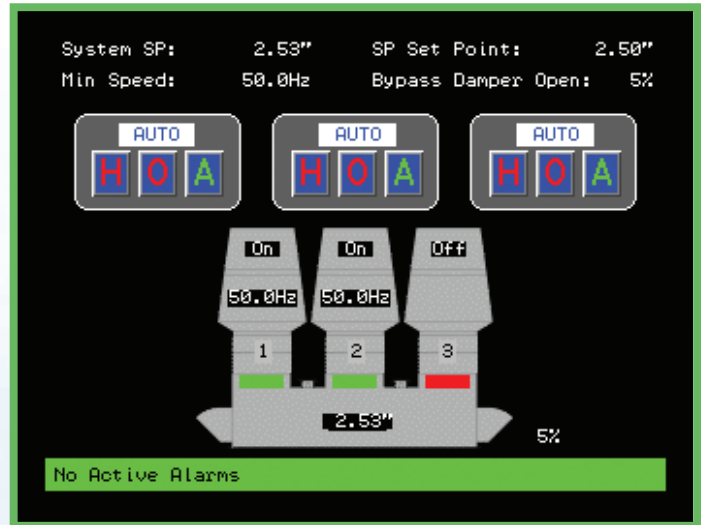 System SP: 2.53" SP Set Point: 2.50"
Min Speed: 50.0Hz Bypass Damper Open: 5%
AUTO AUTO AUTO
H O A H O A H O A
On On Off
50.0Hz 50.0Hz
1 2 3
2.53"
5%
No Active Alarms